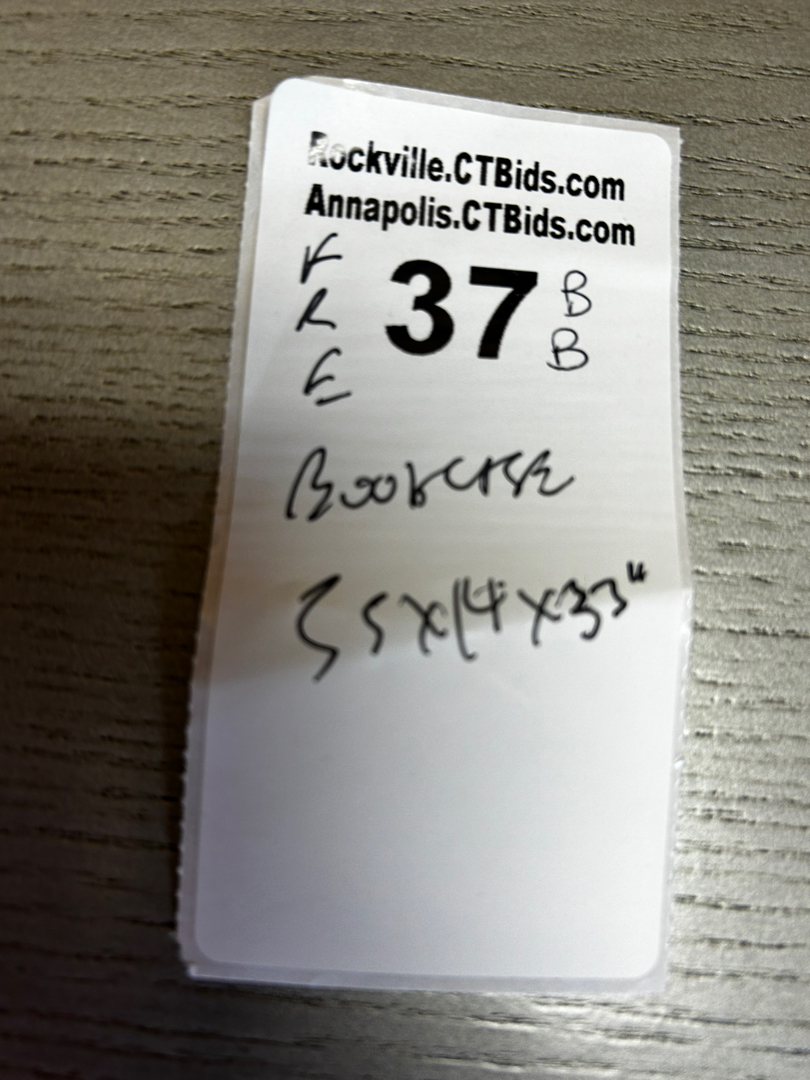 Rockville.CTBids.com
Annapolis.CTBids.com
37
B
B
BOOKCASE
35X14X33"